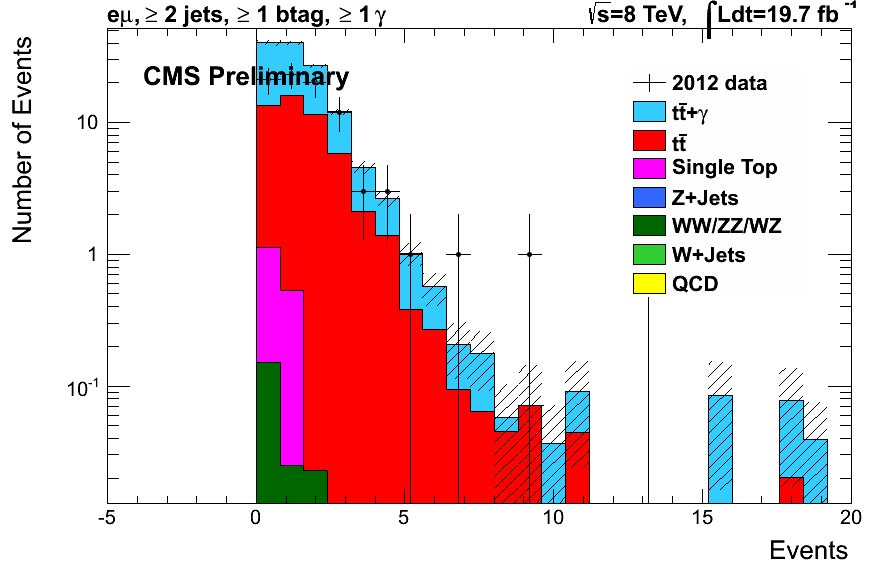 eμ, ≥ 2 jets, ≥ 1 btag, ≥ 1 γ
√s=8 TeV, ∫Ldt=19.7 fb⁻¹
CMS Preliminary
2012 data
tt̄+γ
tt̄
Single Top
Z+Jets
WW/ZZ/WZ
W+Jets
QCD
Number of Events
10
1
10⁻¹
-5 0 5 10 15 20
Events